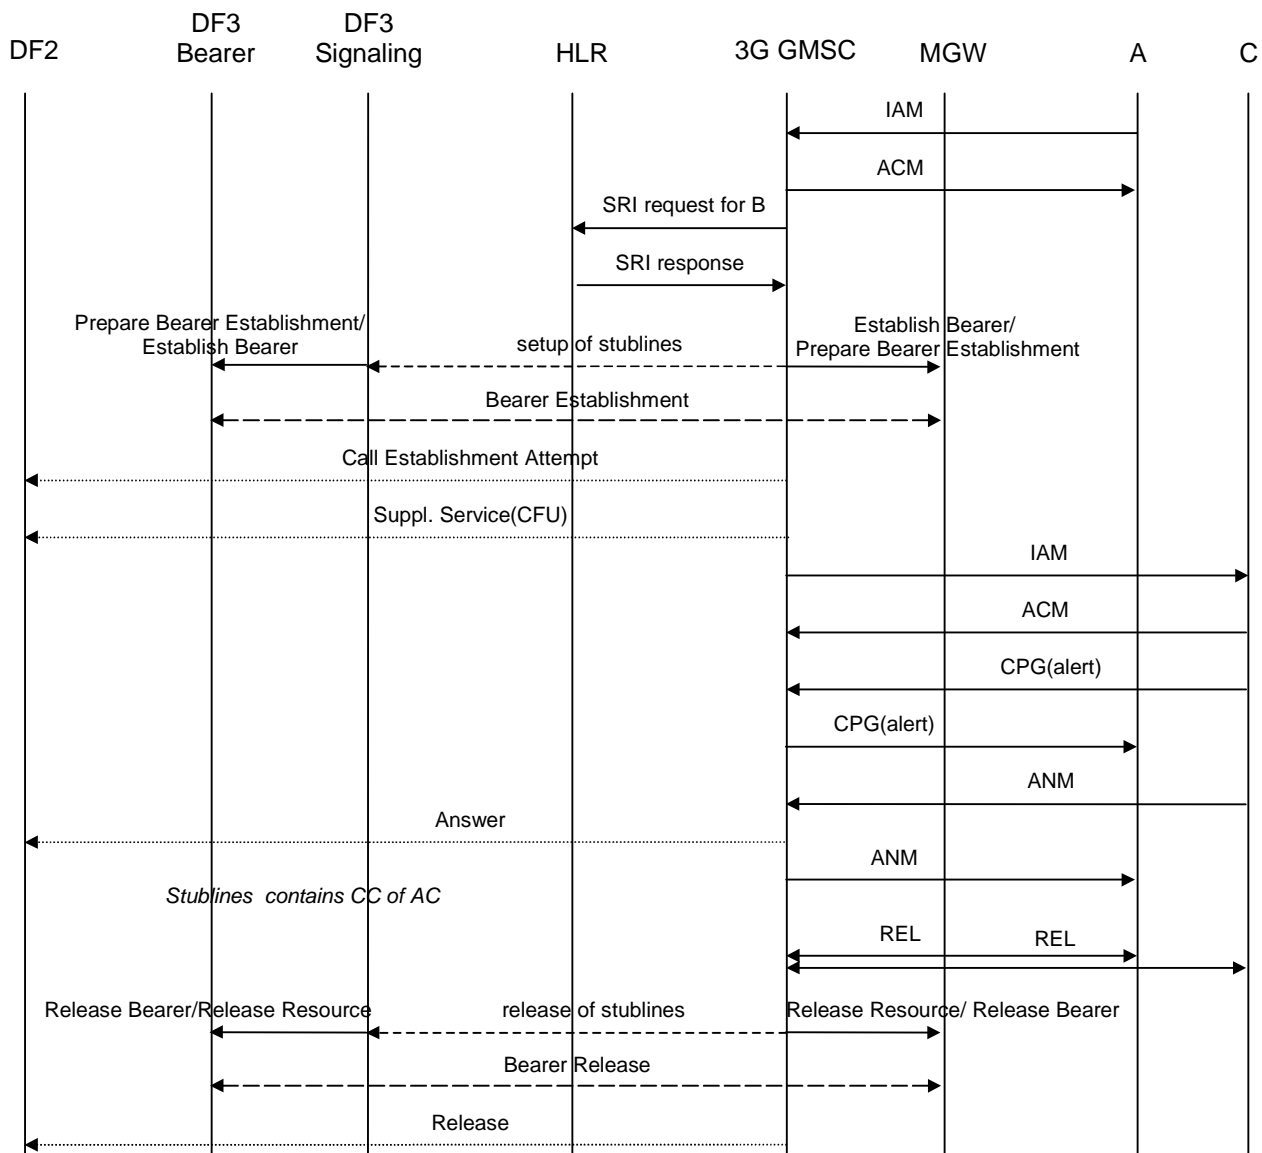 DF2
DF3
Bearer
DF3
Signaling
HLR
3G GMSC
MGW
A
C
IAM
ACM
SRI request for B
SRI response
Prepare Bearer Establishment/
Establish Bearer
setup of stublines
Establish Bearer/
Prepare Bearer Establishment
Bearer Establishment
Call Establishment Attempt
Suppl. Service(CFU)
IAM
ACM
CPG(alert)
CPG(alert)
ANM
Answer
ANM
Stublines contains CC of AC
REL
REL
Release Bearer/Release Resource
release of stublines
Release Resource/ Release Bearer
Bearer Release
Release